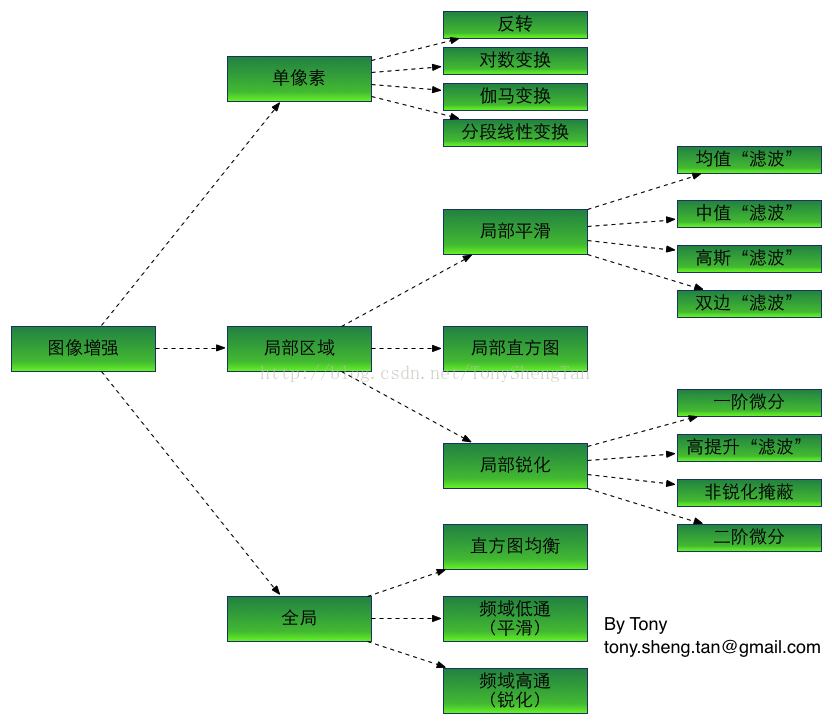 反转
对数变换
伽马变换
分段线性变换
单像素
均值“滤波”
中值“滤波”
高斯“滤波”
双边“滤波”
局部平滑
图像增强
局部区域
局部直方图
http://blog.csdn.net/TonyShengTan
局部锐化
一阶微分
高提升“滤波”
非锐化掩蔽
二阶微分
直方图均衡
全局
频域低通
（平滑）
频域高通
（锐化）
By Tony
tony.sheng.tan@gmail.com